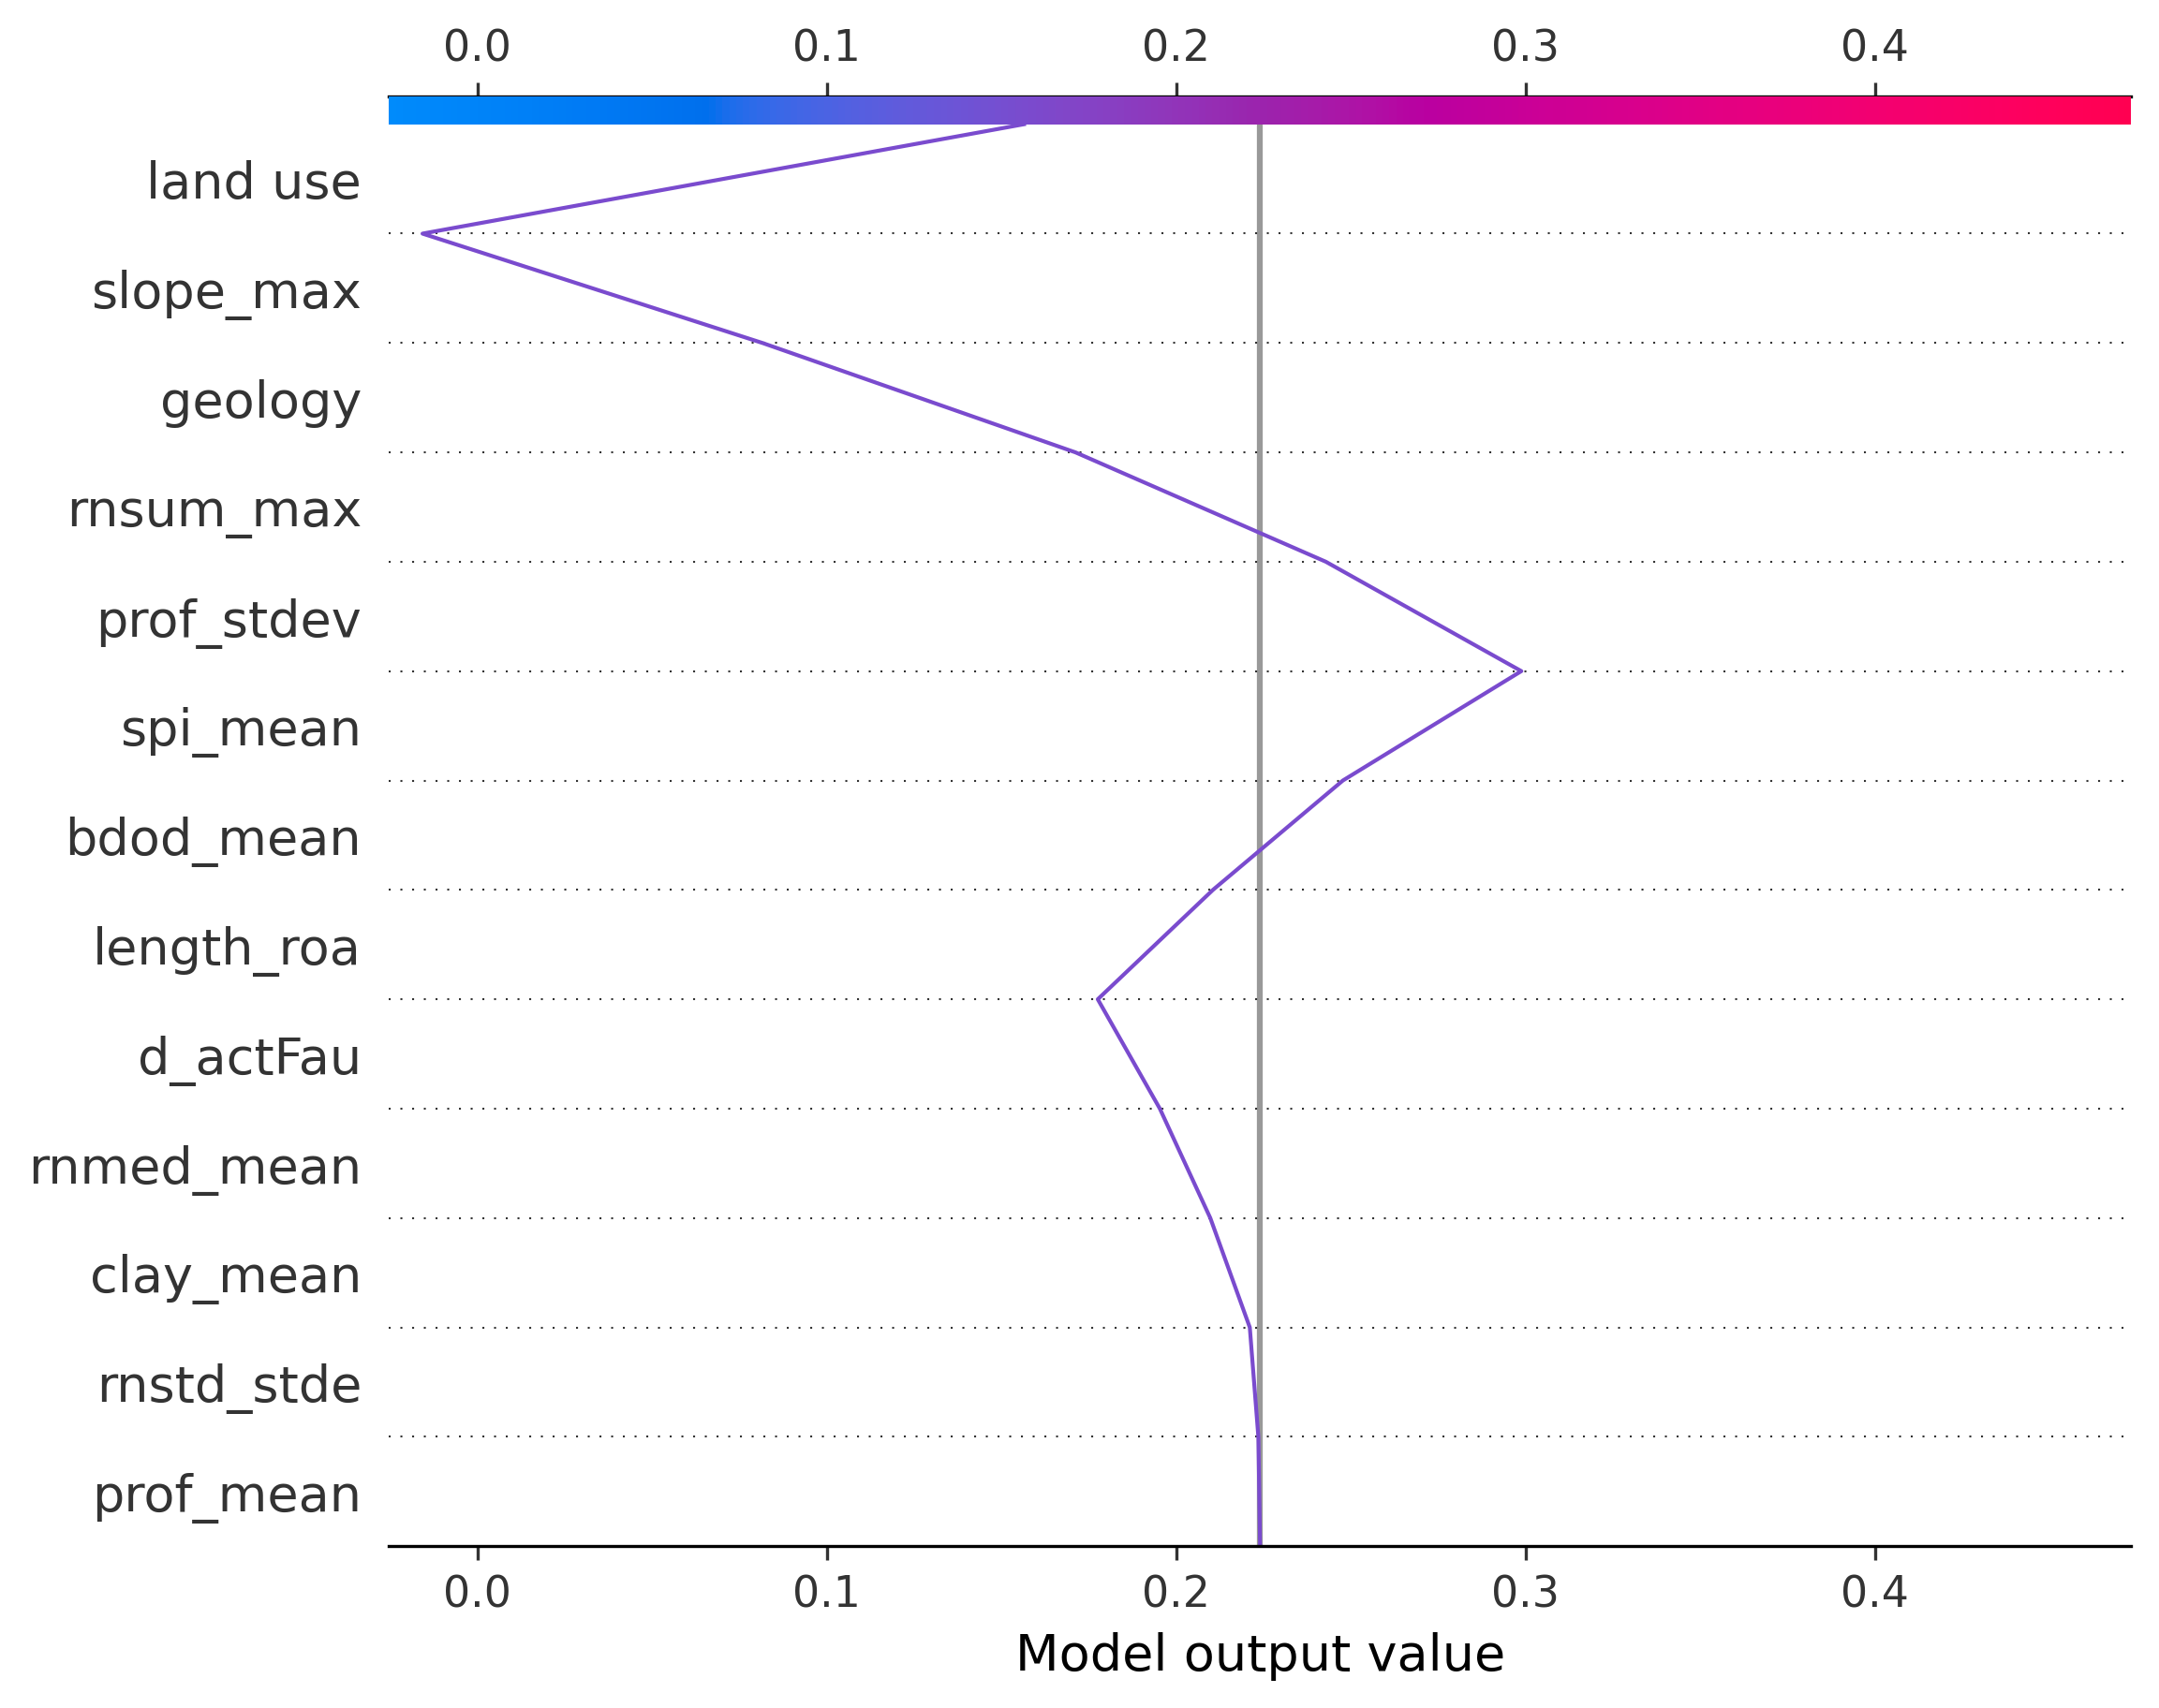 0.0 0.1 0.2 0.3 0.4
land use
slope_max
geology
rnsum_max
prof_stdev
spi_mean
bdod_mean
length_roa
d_actFau
rnmed_mean
clay_mean
rnstd_stde
prof_mean
0.0 0.1 0.2 0.3 0.4
Model output value